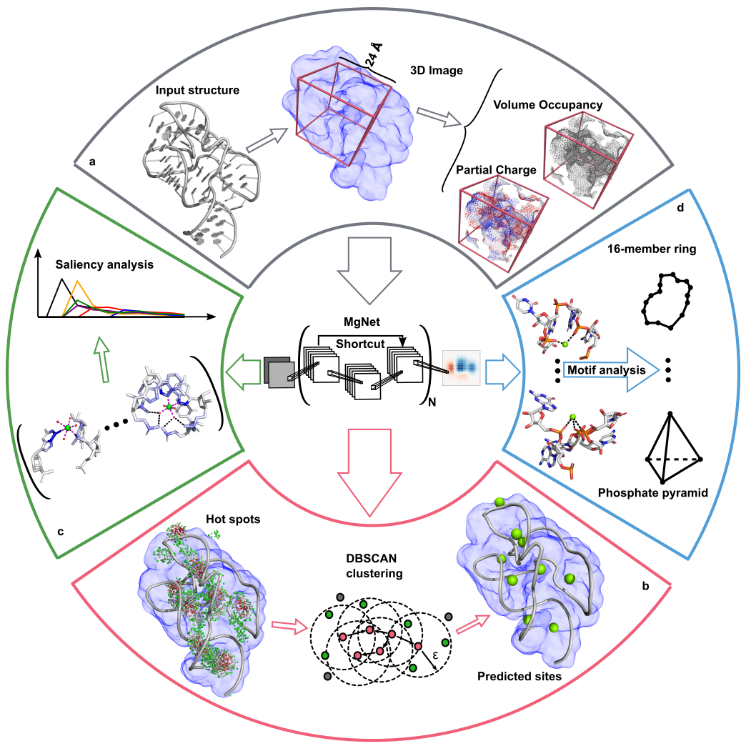 a
Input structure
24 Å
3D Image
Volume Occupancy
Partial Charge
d
16-member ring
Motif analysis
Phosphate pyramid
Saliency analysis
c
MgNet
Shortcut
N
b
Hot spots
DBSCAN
clustering
ε
Predicted sites